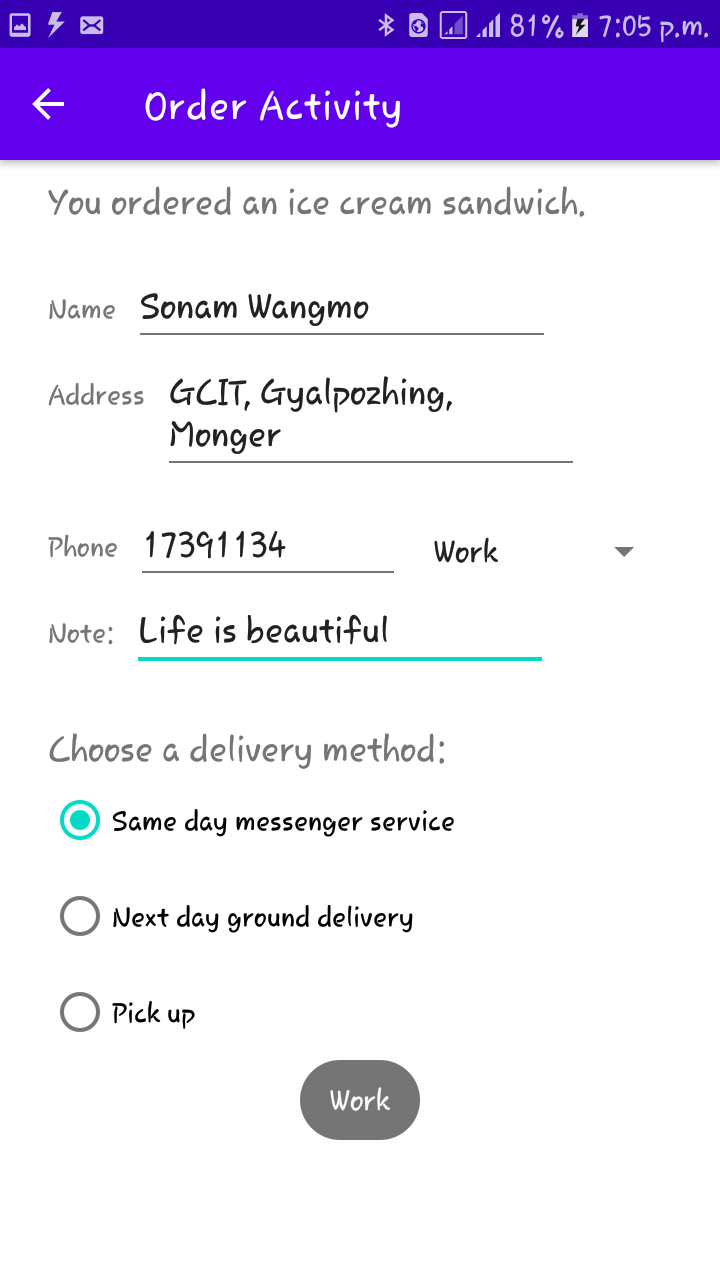 81% 7:05 p.m.
Order Activity
You ordered an ice cream sandwich.
Name Sonam Wangmo
Address GCIT, Gyalpozhing,
Monger
Phone 17391134 Work
Note: Life is beautiful
Choose a delivery method:
Same day messenger service
Next day ground delivery
Pick up
Work